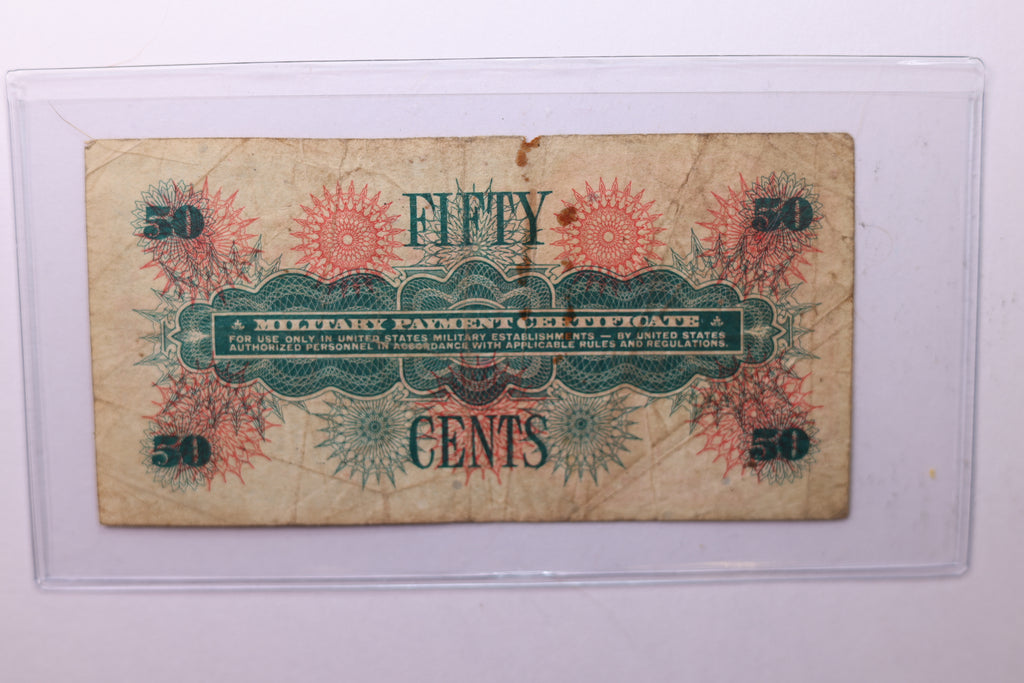 50 FIFTY 50
MILITARY PAYMENT CERTIFICATE
FOR USE ONLY IN UNITED STATES MILITARY ESTABLISHMENTS — BY UNITED STATES
AUTHORIZED PERSONNEL IN ACCORDANCE WITH APPLICABLE RULES AND REGULATIONS.
50 CENTS 50